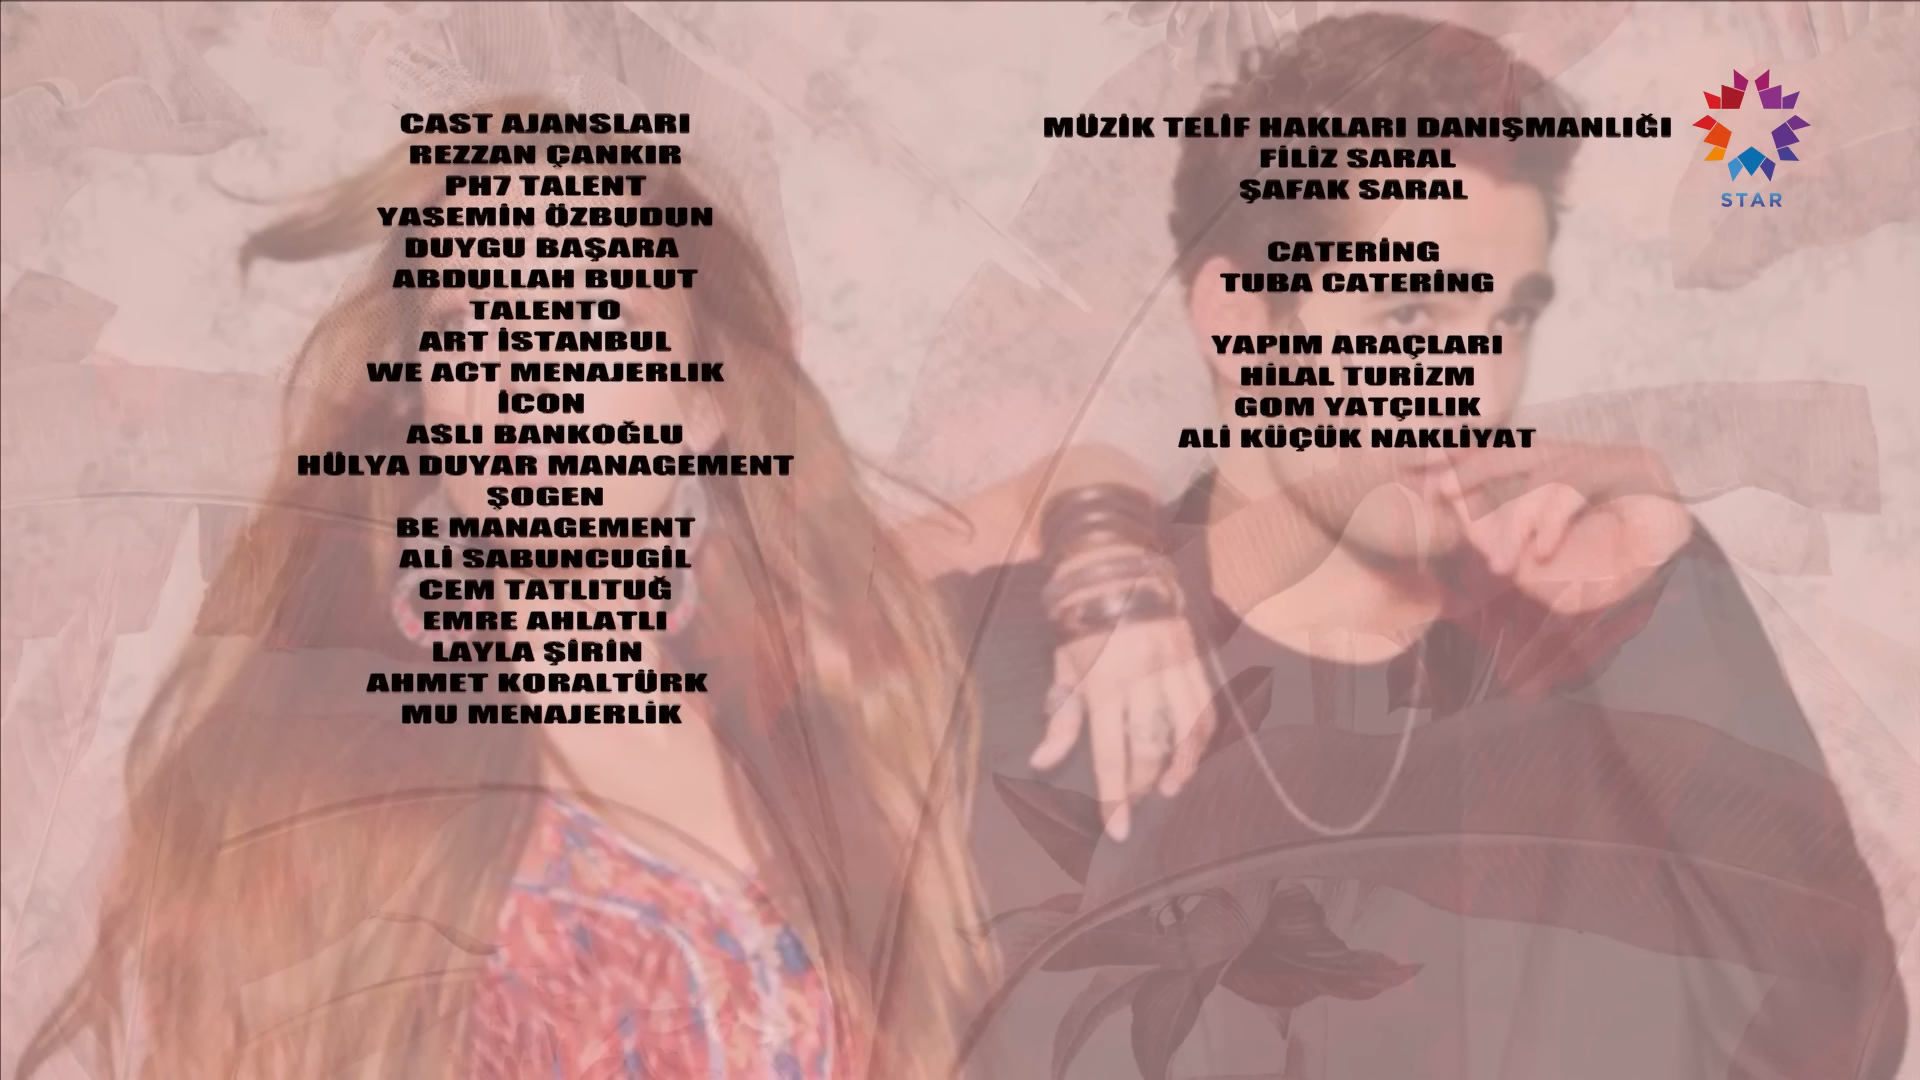 CAST AJANSLARI
REZZAN ÇANKIR
PH7 TALENT
YASEMİN ÖZBUDUN
DUYGU BAŞARA
ABDULLAH BULUT
TALENTO
ART İSTANBUL
WE ACT MENAJERLIK
İCON
ASLI BANKOĞLU
HÜLYA DUYAR MANAGEMENT
ŞOGEN
BE MANAGEMENT
ALİ SABUNCUGİL
CEM TATLITUĞ
EMRE AHLATLI
LAYLA ŞİRİN
AHMET KORALTÜRK
MU MENAJERLİK
MÜZİK TELİF HAKLARI DANIŞMANLIĞI
FİLİZ SARAL
ŞAFAK SARAL
CATERİNG
TUBA CATERİNG
YAPIM ARAÇLARI
HİLAL TURİZM
GOM YATÇILIK
ALİ KÜÇÜK NAKLİYAT
STAR